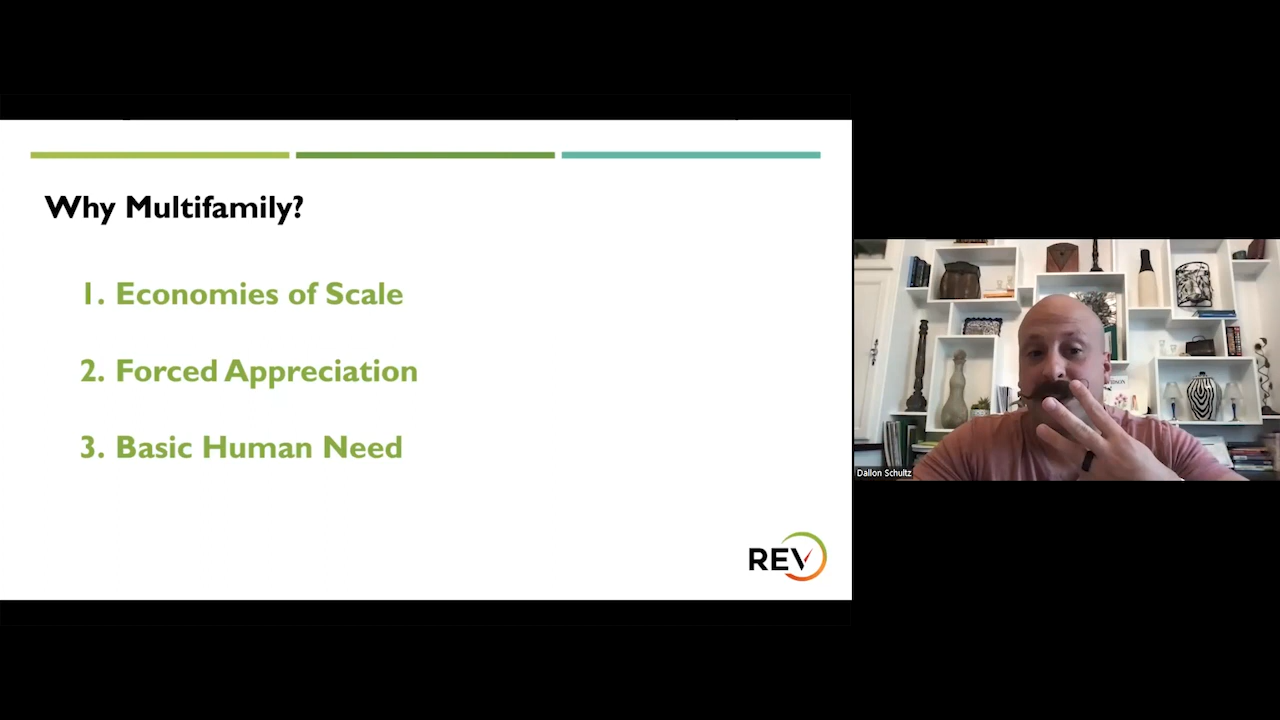 Why Multifamily?
1. Economies of Scale
2. Forced Appreciation
3. Basic Human Need
REV
Dallon Schultz